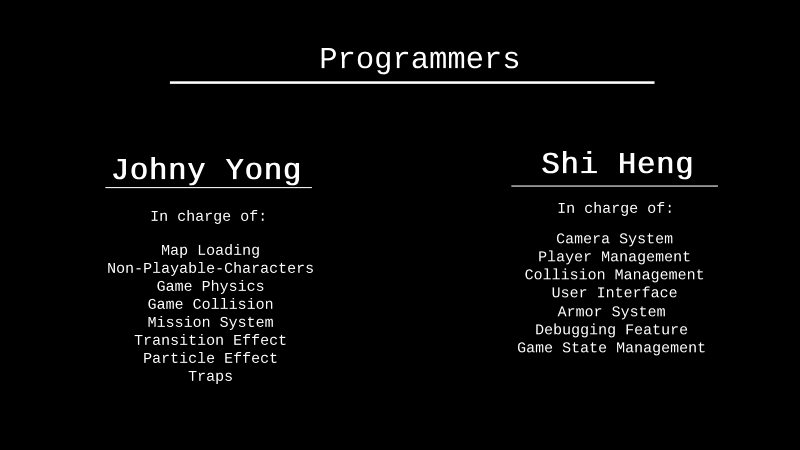 Programmers
Johny Yong
In charge of:
Map Loading
Non-Playable-Characters
Game Physics
Game Collision
Mission System
Transition Effect
Particle Effect
Traps
Shi Heng
In charge of:
Camera System
Player Management
Collision Management
User Interface
Armor System
Debugging Feature
Game State Management